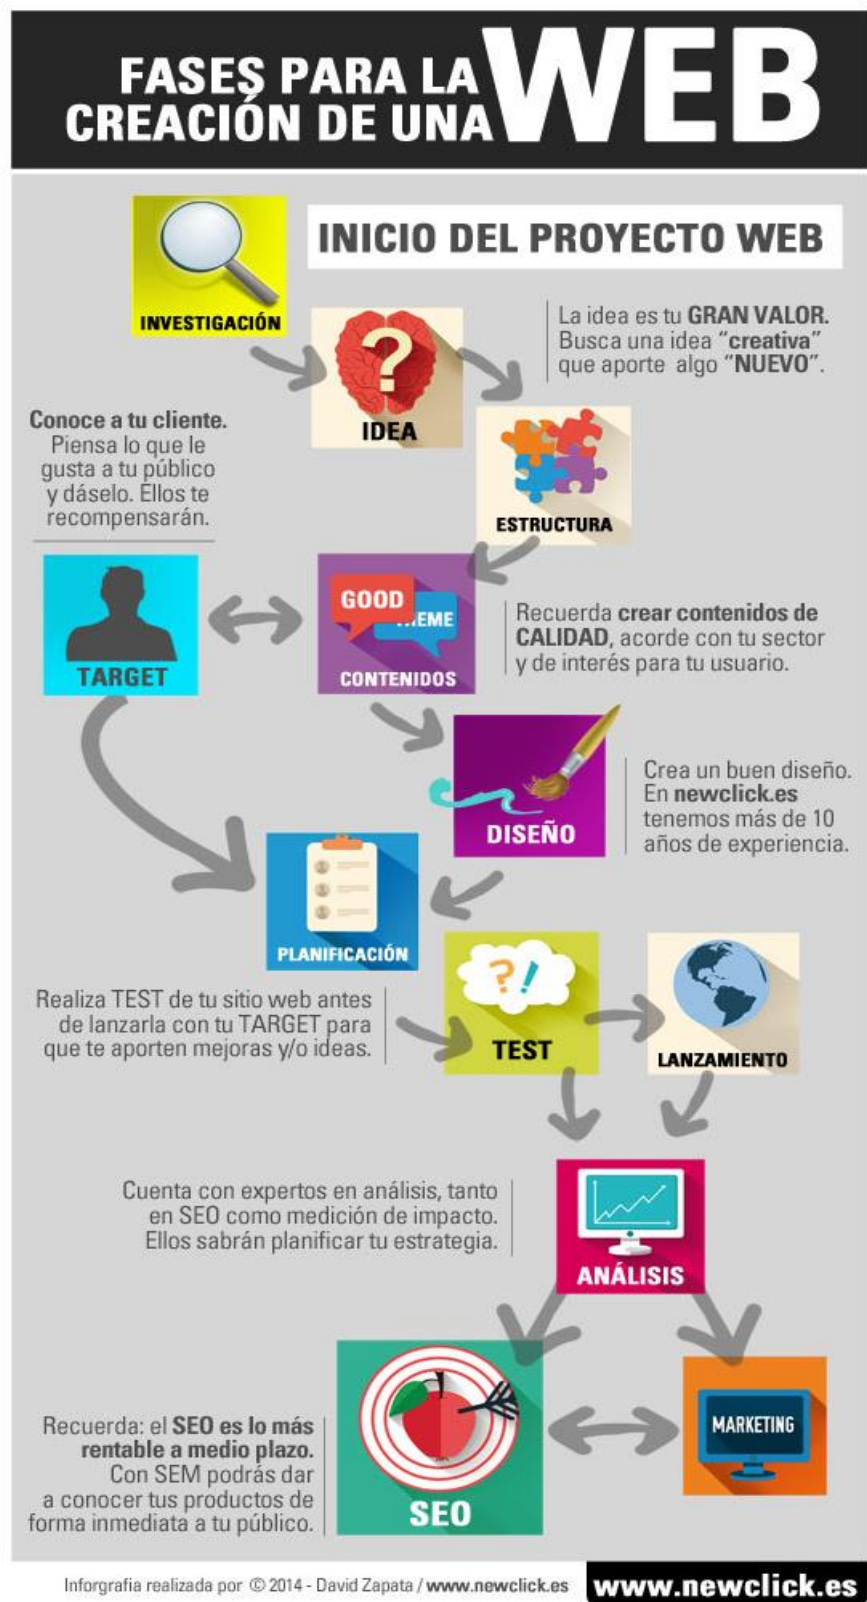 FASES PARA LA
CREACIÓN DE UNA
WEB
INICIO DEL PROYECTO WEB
INVESTIGACIÓN
La idea es tu GRAN VALOR.
Busca una idea “creativa”
que aporte algo “NUEVO”.
?
IDEA
Conoce a tu cliente.
Piensa lo que le
gusta a tu público
y dáselo. Ellos te
recompensarán.
ESTRUCTURA
TARGET
GOOD
CONTENIDOS
Recuerda crear contenidos de
CALIDAD, acorde con tu sector
y de interés para tu usuario.
DISEÑO
Crea un buen diseño.
En newclick.es
tenemos más de 10
años de experiencia.
PLANIFICACIÓN
Realiza TEST de tu sitio web antes
de lanzarla con tu TARGET para
que te aporten mejoras y/o ideas.
?!
TEST
LANZAMIENTO
Cuenta con expertos en análisis, tanto
en SEO como medición de impacto.
Ellos sabrán planificar tu estrategia.
ANÁLISIS
Recuerda: el SEO es lo más
rentable a medio plazo.
Con SEM podrás dar
a conocer tus productos de
forma inmediata a tu público.
SEO
MARKETING
Inforgrafia realizada por © 2014 - David Zapata / www.newclick.es
www.newclick.es